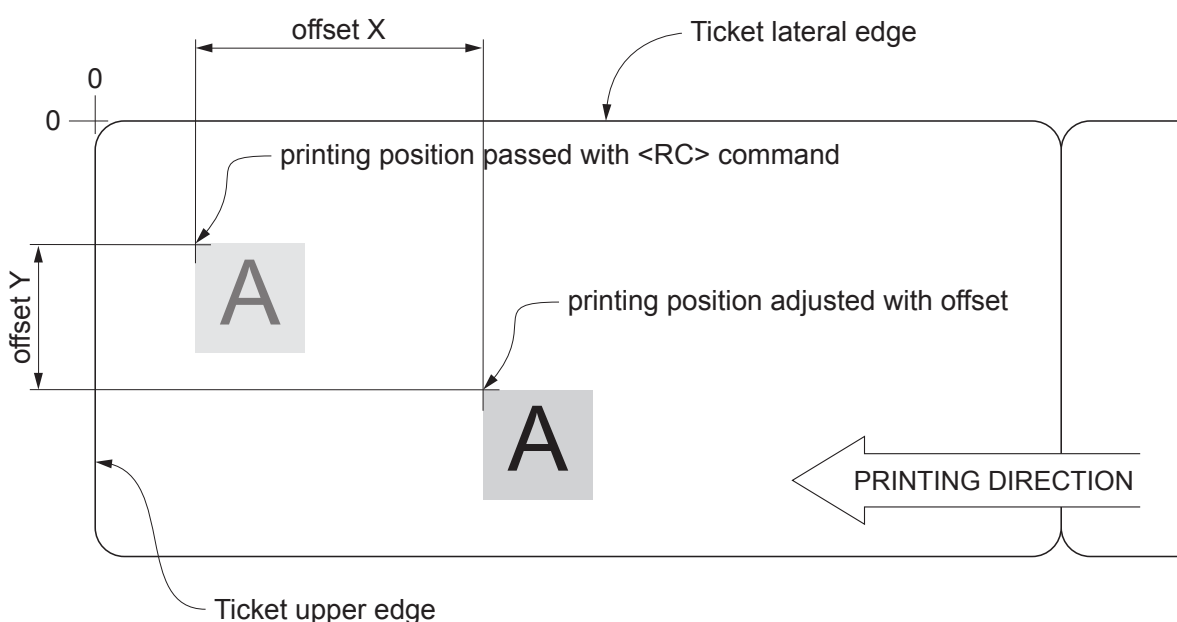 offset X
Ticket lateral edge
0
0
printing position passed with <RC> command
offset Y
A
printing position adjusted with offset
A
PRINTING DIRECTION
Ticket upper edge